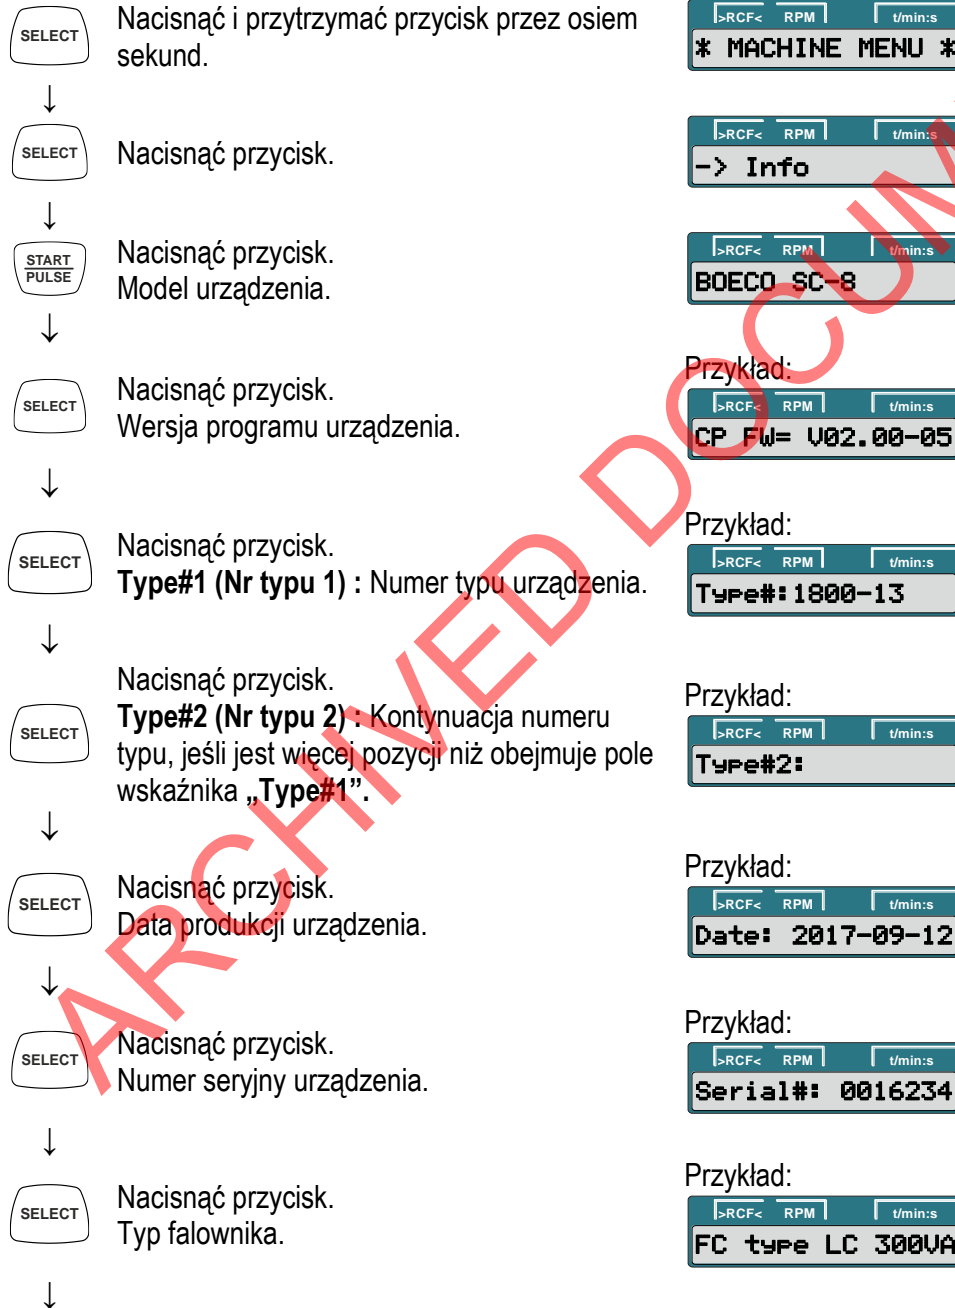 SELECT
Nacisnąć i przytrzymać przycisk przez osiem
sekund.
>RCF< RPM t/min:s
* MACHINE MENU *
↓
SELECT
Nacisnąć przycisk.
>RCF< RPM t/min:s
-> Info
↓
START
PULSE
Nacisnąć przycisk.
Model urządzenia.
>RCF< RPM t/min:s
BOECO SC-8
↓
SELECT
Nacisnąć przycisk.
Wersja programu urządzenia.
Przykład:
>RCF< RPM t/min:s
CP FW= V02.00-05
↓
SELECT
Nacisnąć przycisk.
Type#1 (Nr typu 1) : Numer typu urządzenia.
Przykład:
>RCF< RPM t/min:s
Type#:1800-13
↓
SELECT
Nacisnąć przycisk.
Type#2 (Nr typu 2) : Kontynuacja numeru
typu, jeśli jest więcej pozycji niż obejmuje pole
wskaźnika „Type#1”.
Przykład:
>RCF< RPM t/min:s
Type#2:
↓
SELECT
Nacisnąć przycisk.
Data produkcji urządzenia.
Przykład:
>RCF< RPM t/min:s
Date: 2017-09-12
↓
SELECT
Nacisnąć przycisk.
Numer seryjny urządzenia.
Przykład:
>RCF< RPM t/min:s
Serial#: 0016234
↓
SELECT
Nacisnąć przycisk.
Typ falownika.
Przykład:
>RCF< RPM t/min:s
FC type LC 300VA
↓
ARCHIVED DOCUM